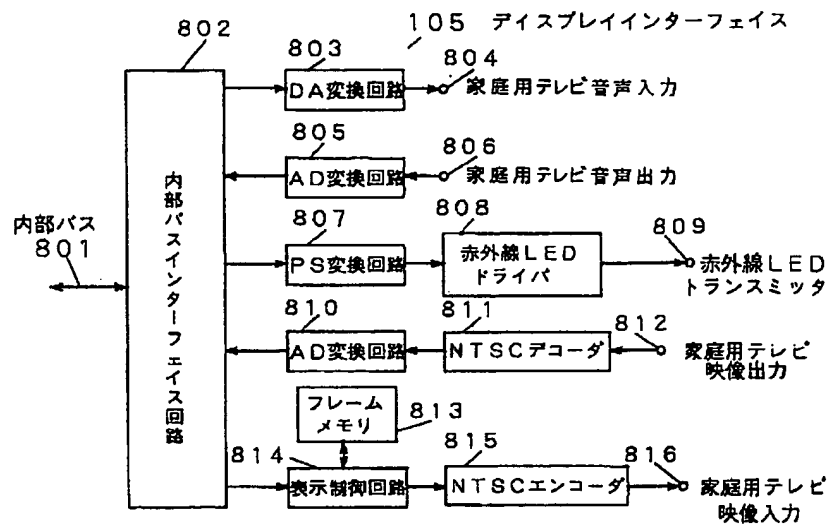 802
803
105 ディスプレイインターフェイス
804
DA変換回路
家庭用テレビ音声入力
805
806
AD変換回路
家庭用テレビ音声出力
内部バス
801
内部バスインターフェイス回路
807
808
809
PS変換回路
赤外線LED
ドライバ
赤外線LED
トランスミッタ
810
811
812
AD変換回路
NTSCデコーダ
家庭用テレビ
映像出力
フレーム
メモリ
813
814
815
816
表示制御回路
NTSCエンコーダ
家庭用テレビ
映像入力